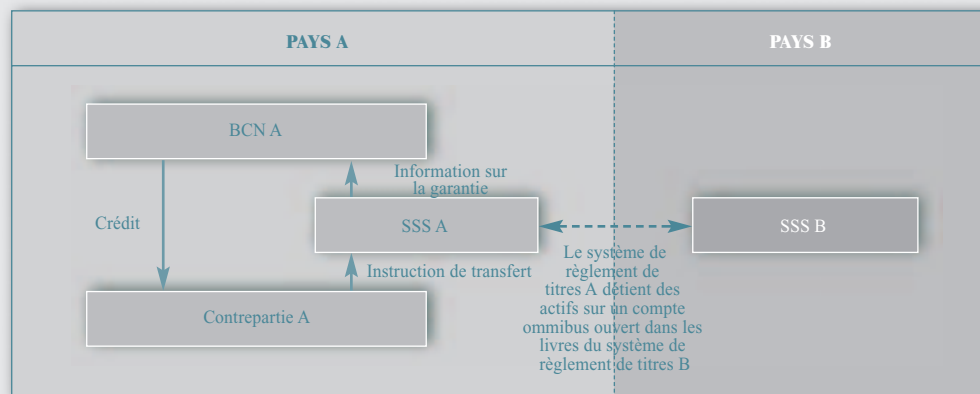 PAYS A
PAYS B
BCN A
Information sur
la garantie
Crédit
SSS A
SSS B
Instruction de transfert
Le système de
règlement de
titres A détient des
actifs sur un compte
ommibus ouvert dans les
livres du système de
règlement de titres B
Contrepartie A